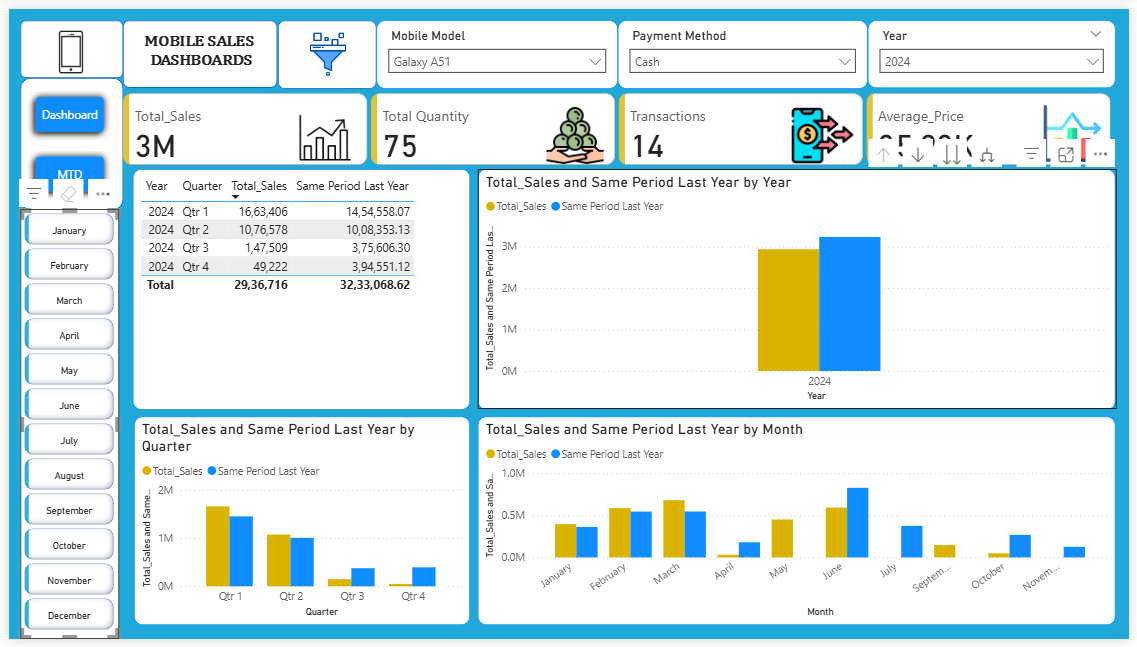 MOBILE SALES
DASHBOARDS
Mobile Model
Galaxy A51
Payment Method
Cash
Year
2024
Dashboard
MTD
Total_Sales
3M
Total Quantity
75
Transactions
14
Average_Price
January
February
March
April
May
June
July
August
September
October
November
December
Year Quarter Total_Sales Same Period Last Year
2024 Qtr 1 16,63,406 14,54,558.07
2024 Qtr 2 10,76,578 10,08,353.13
2024 Qtr 3 1,47,509 3,75,606.30
2024 Qtr 4 49,222 3,94,551.12
Total 29,36,716 32,33,068.62
Total_Sales and Same Period Last Year by Year
Total_Sales Same Period Last Year
Total_Sales and Same Period Las...
3M
2M
1M
0M
2024
Year
Total_Sales and Same Period Last Year by
Quarter
Total_Sales Same Period Last Year
Total_Sales and Same...
2M
1M
0M
Qtr 1 Qtr 2 Qtr 3 Qtr 4
Quarter
Total_Sales and Same Period Last Year by Month
Total_Sales Same Period Last Year
Total_Sales and Sa...
1.0M
0.5M
0.0M
January February March April May June July Septem... October Novem...
Month